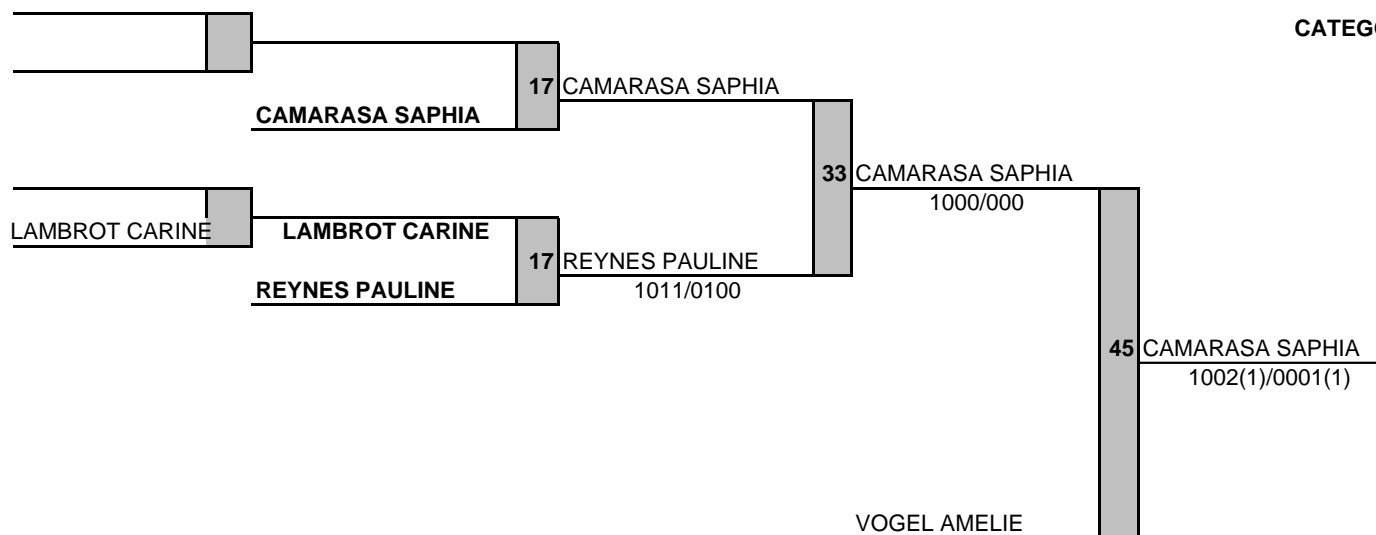 CATEG
17 CAMARASA SAPHIA
CAMARASA SAPHIA
33 CAMARASA SAPHIA
1000/000
LAMBROT CARINE
LAMBROT CARINE
17 REYNES PAULINE
REYNES PAULINE
1011/0100
45 CAMARASA SAPHIA
1002(1)/0001(1)
VOGEL AMELIE